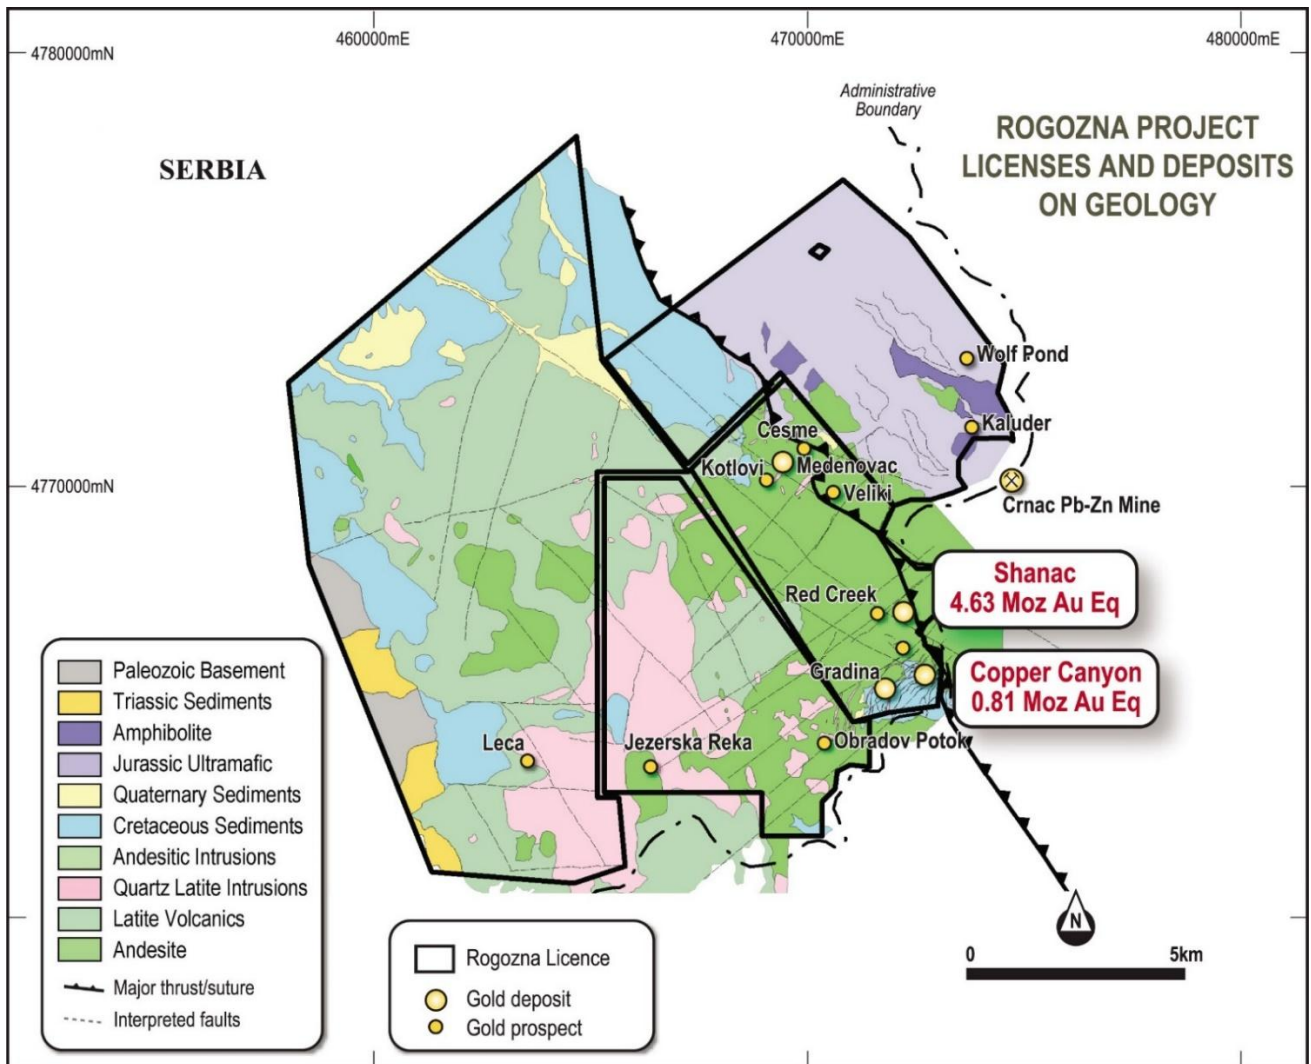 460000mE
470000mE
480000mE
4780000mN
Administrative
Boundary
ROGOZNA PROJECT
LICENSES AND DEPOSITS
ON GEOLOGY
SERBIA
Wolf Pond
Kaluder
Cesme
Kotlovi
Medenovac
4770000mN
Veliki
Crnac Pb-Zn Mine
Shanac
4.63 Moz Au Eq
Red Creek
Gradina
Copper Canyon
0.81 Moz Au Eq
Leca
Jezerska Reka
Obradov Potok
Paleozoic Basement
Triassic Sediments
Amphibolite
Jurassic Ultramafic
Quaternary Sediments
Cretaceous Sediments
Andesitic Intrusions
Quartz Latite Intrusions
Latite Volcanics
Andesite
Major thrust/suture
Interpreted faults
Rogozna Licence
Gold deposit
Gold prospect
N
0 5km